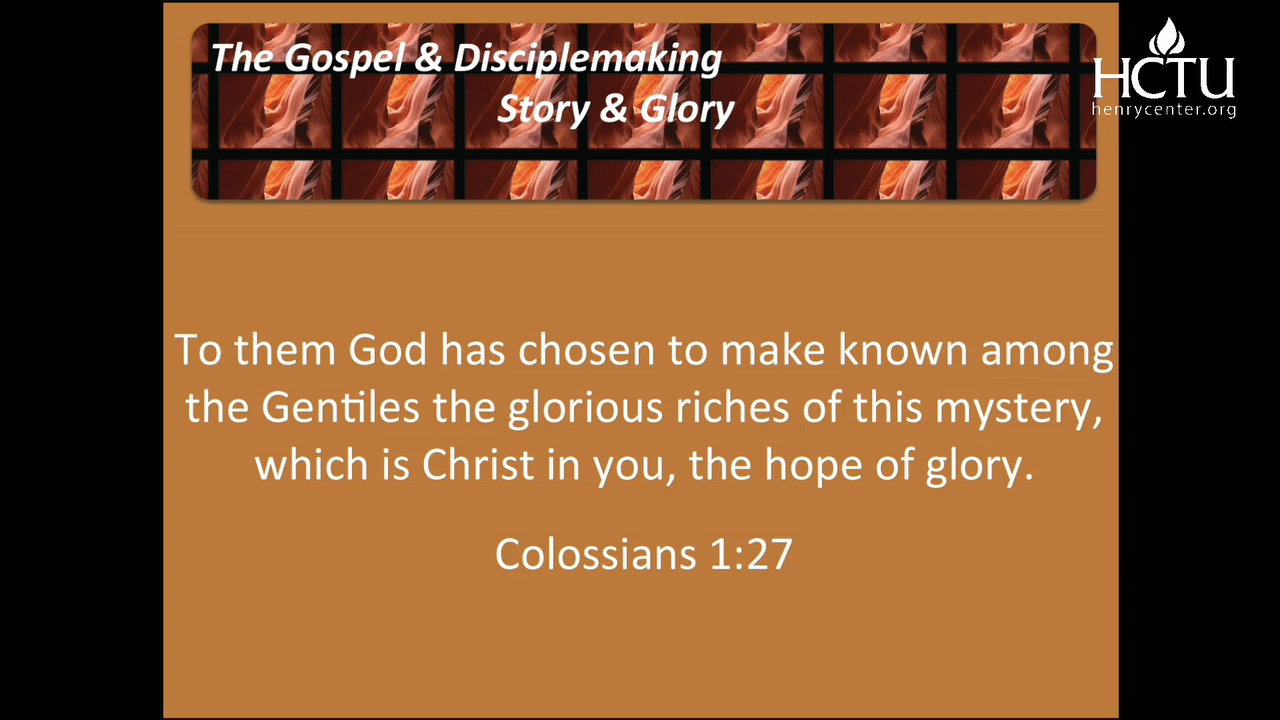 The Gospel & Disciplemaking
Story & Glory
HCTU
henrycenter.org
To them God has chosen to make known among
the Gentiles the glorious riches of this mystery,
which is Christ in you, the hope of glory.
Colossians 1:27